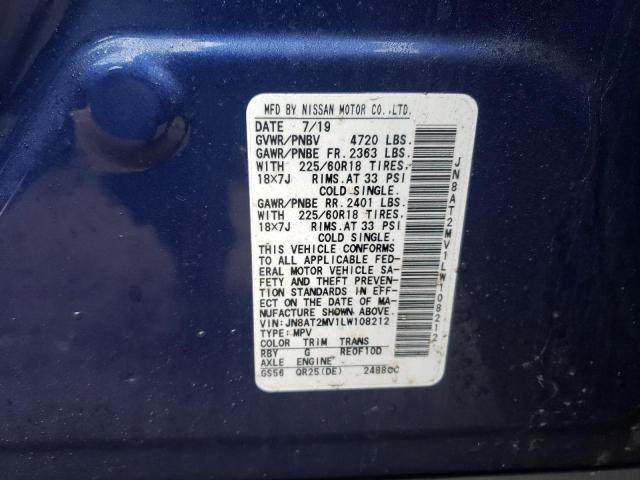 MFD BY NISSAN MOTOR CO.,LTD.
DATE 7/19
GVWR/PNBV 4720 LBS.
GAWR/PNBE FR. 2363 LBS.
WITH 225/60R18 TIRES.
18X7J RIMS. AT 33 PSI
COLD SINGLE.
GAWR/PNBE RR. 2401 LBS.
WITH 225/60R18 TIRES.
18X7J RIMS. AT 33 PSI
COLD SINGLE.
THIS VEHICLE CONFORMS
TO ALL APPLICABLE FED-
ERAL MOTOR VEHICLE SA-
FETY AND THEFT PREVEN-
TION STANDARDS IN EFF-
ECT ON THE DATE OF MA-
NUFACTURE SHOWN ABOVE.
VIN: JN8AT2MV1LW108212
TYPE: MPV
COLOR TRIM TRANS
RBY G RE0F10D
AXLE ENGINE
GS56 QR25(DE) 2488CC
JN8AT2MV1LW108212